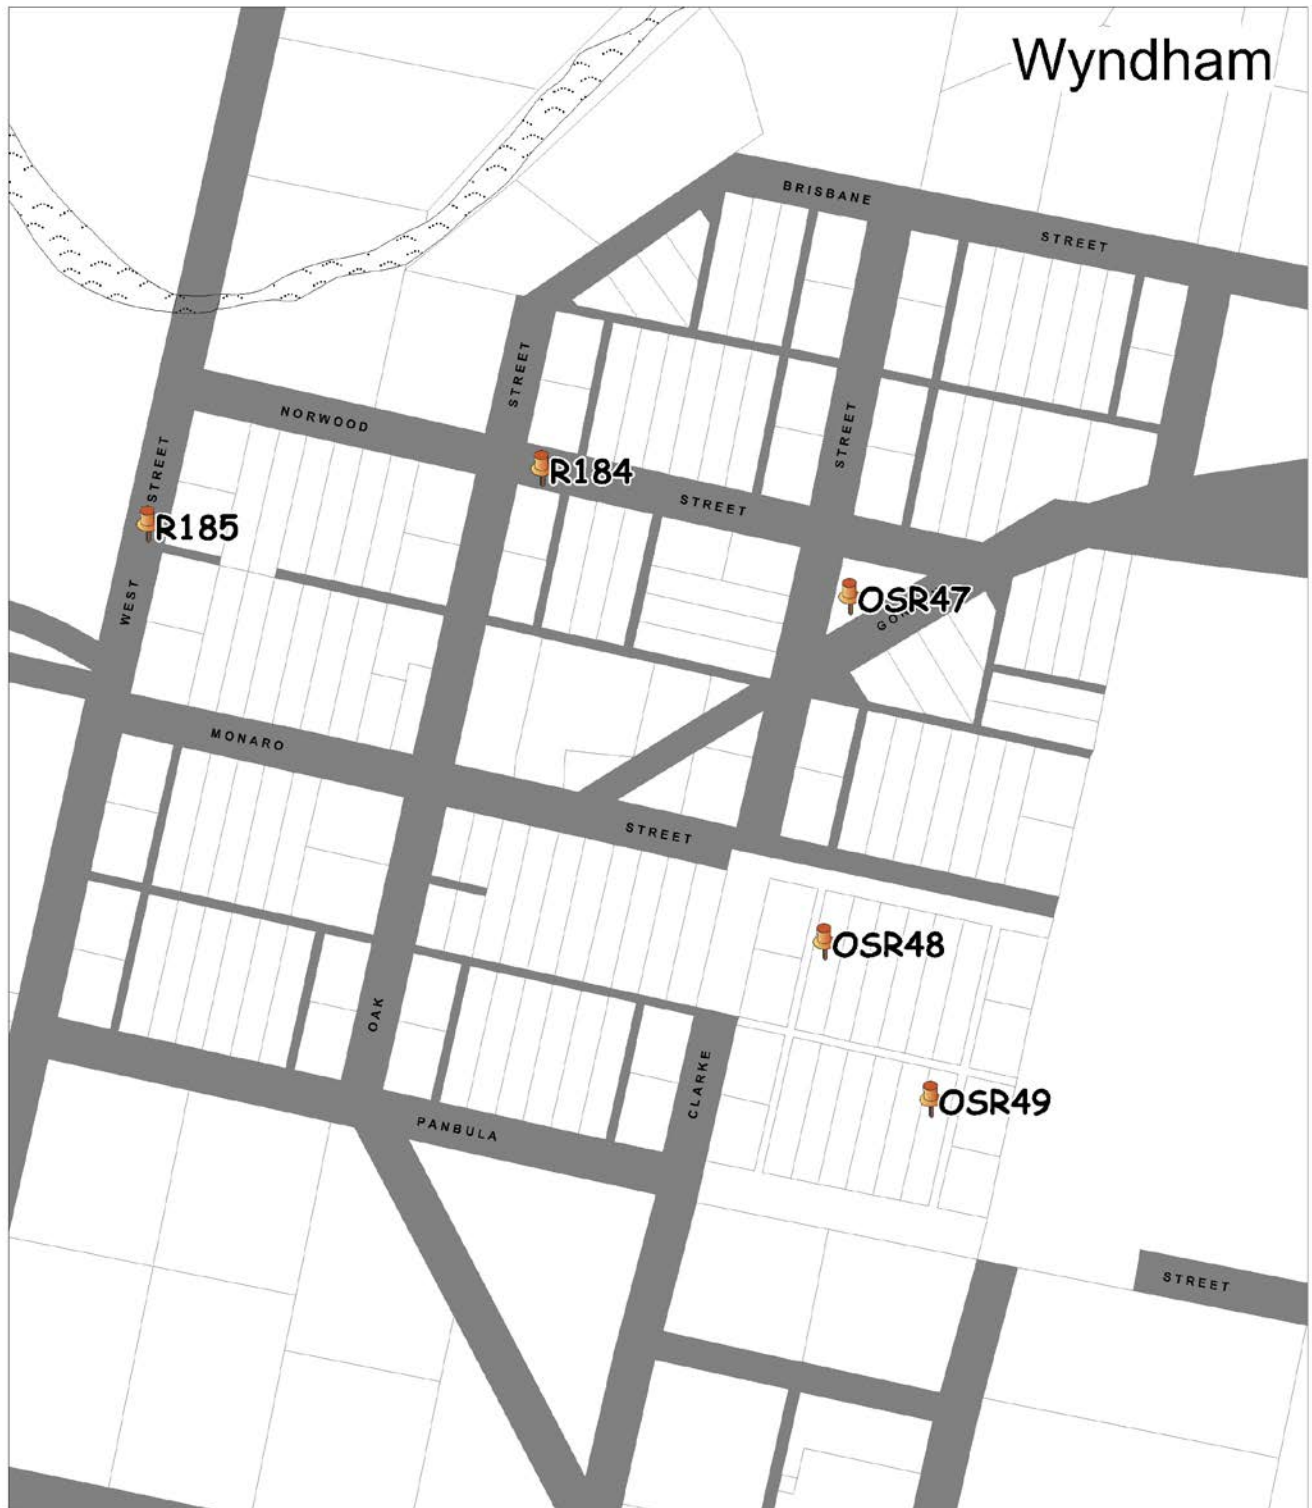 Wyndham
BRISBANE
STREET
STREET
NORWOOD
STREET
STREET
R184
STREET
R185
WEST
OSR47
MONARO
STREET
OSR48
OAK
CLARKE
OSR49
PANBULA
STREET